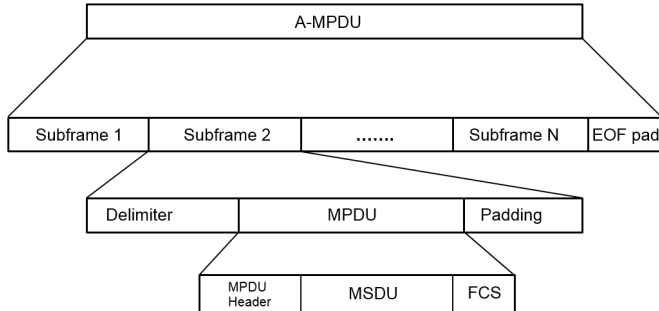 A-MPDU
Subframe 1 Subframe 2 ....... Subframe N EOF pad
Delimiter MPDU Padding
MPDU
Header MSDU FCS